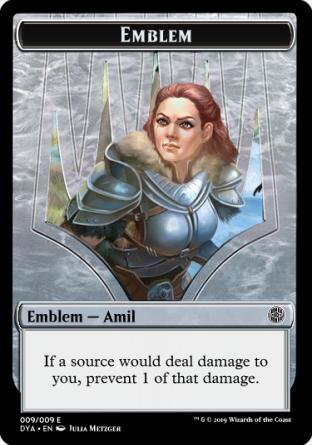 EMBLEM
Emblem — Amil
If a source would deal damage to
you, prevent 1 of that damage.
009/009 E
DYA • EN JULIA METZGER
™ & © 2019 Wizards of the Coast